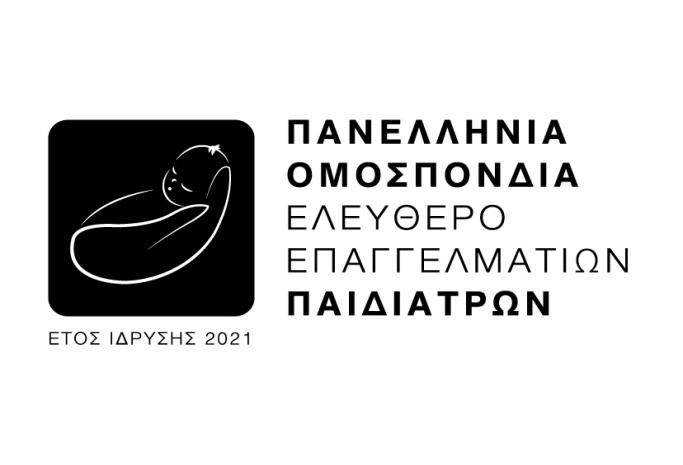 ΠΑΝΕΛΛΗΝΙΑ
ΟΜΟΣΠΟΝΔΙΑ
ΕΛΕΥΘΕΡΟ
ΕΠΑΓΓΕΛΜΑΤΙΩΝ
ΠΑΙΔΙΑΤΡΩΝ
ΕΤΟΣ ΙΔΡΥΣΗΣ 2021